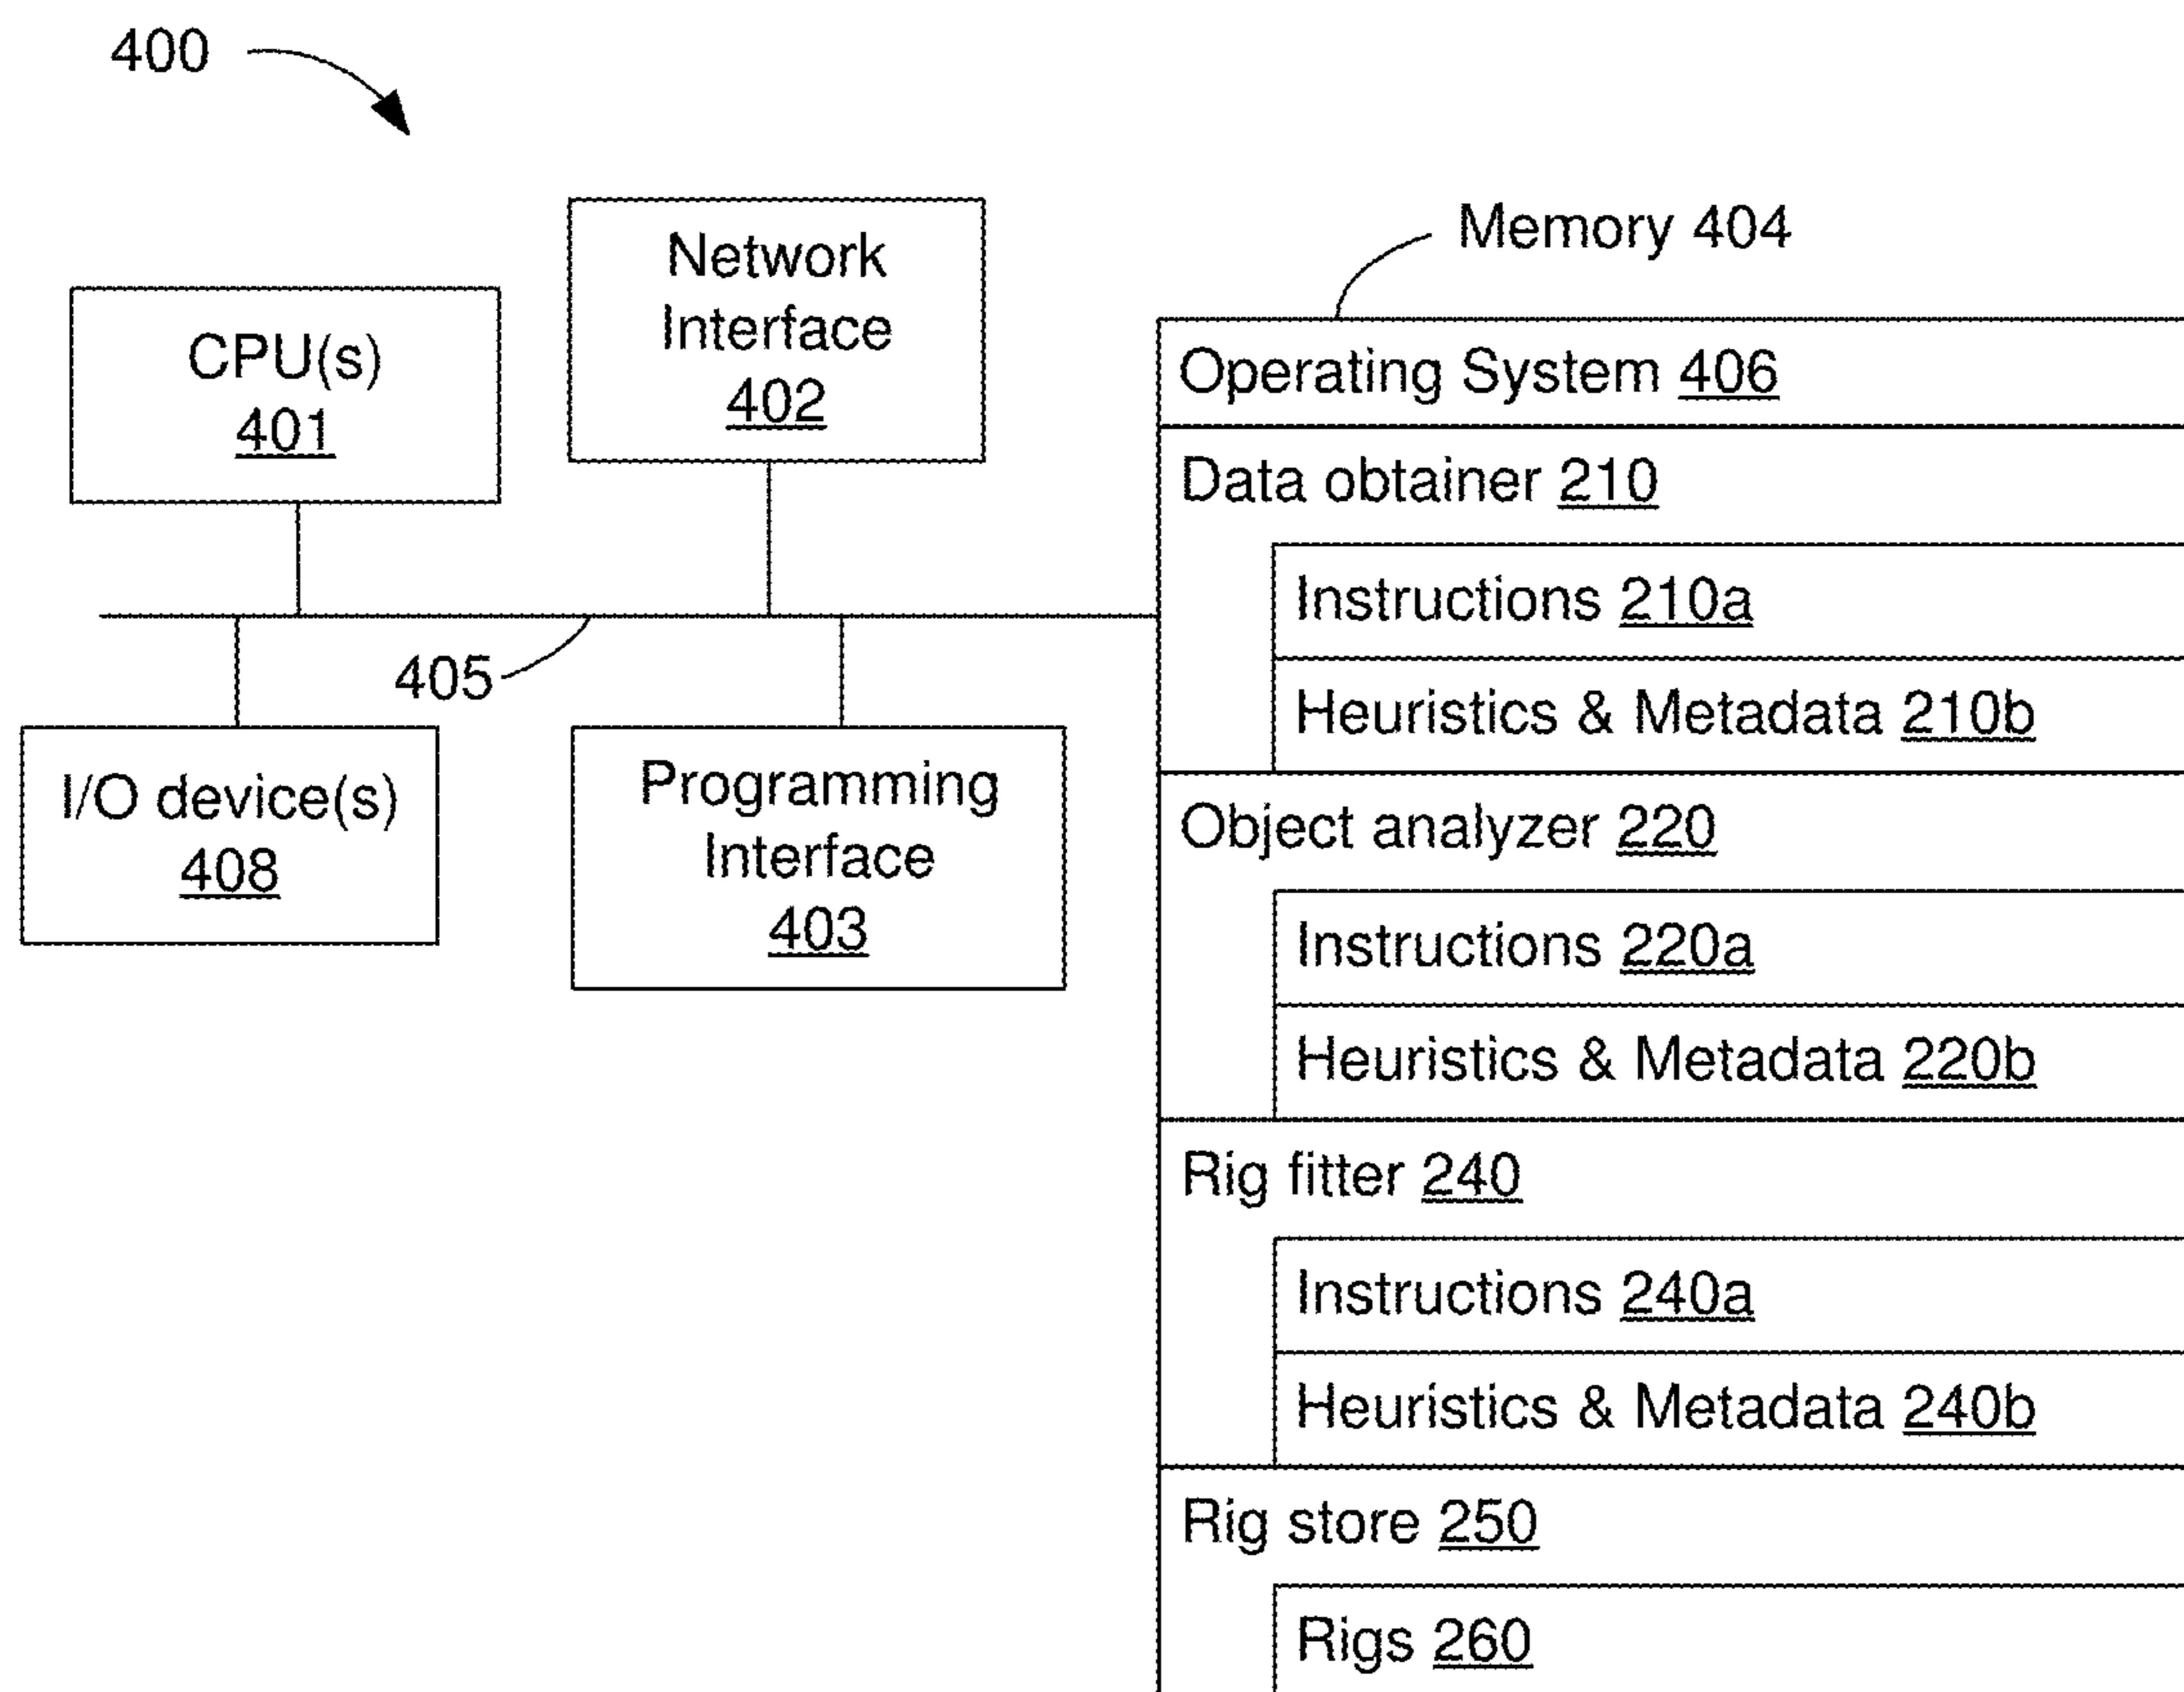 400
Network
Interface
402
Memory 404
CPU(s)
401
Operating System 406
Data obtainer 210
Instructions 210a
405
Heuristics & Metadata 210b
I/O device(s)
408
Programming
Interface
403
Object analyzer 220
Instructions 220a
Heuristics & Metadata 220b
Rig fitter 240
Instructions 240a
Heuristics & Metadata 240b
Rig store 250
Rigs 260